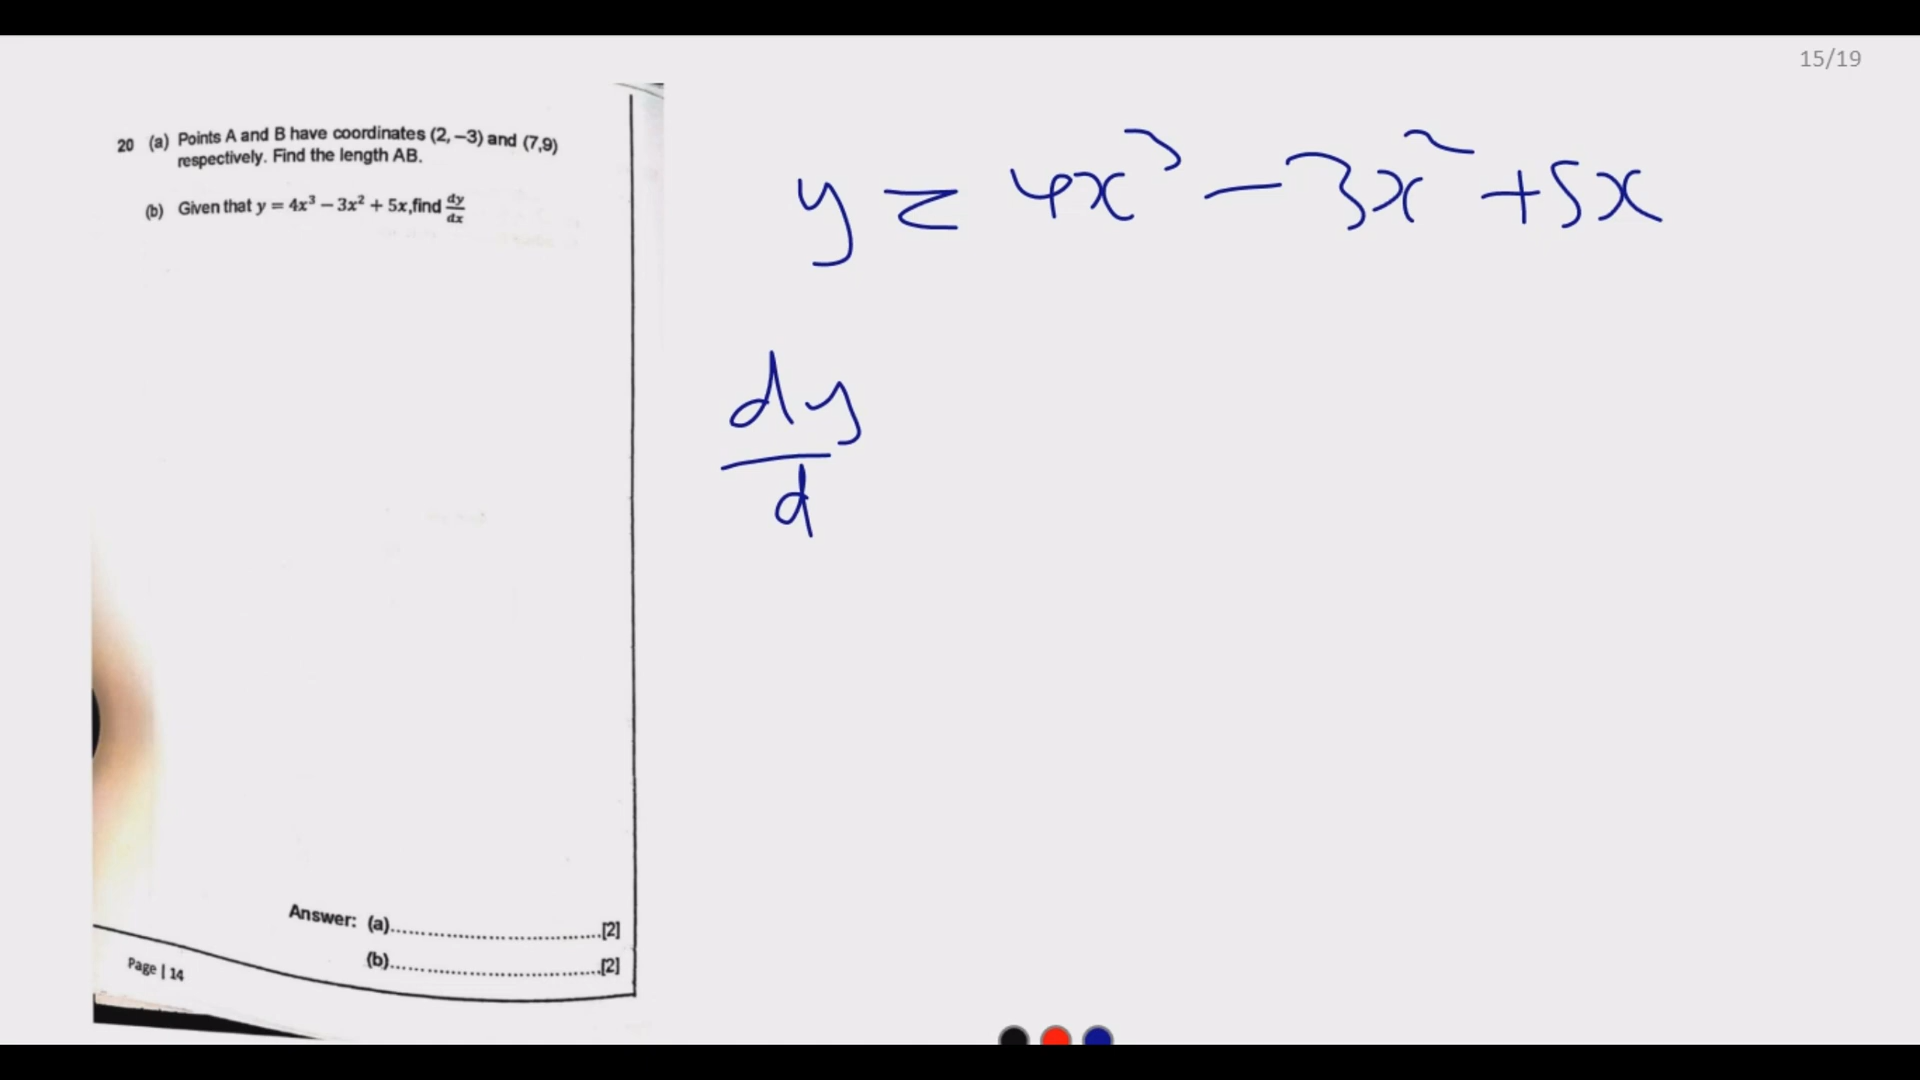 15/19
20 (a) Points A and B have coordinates (2, –3) and (7,9)
respectively. Find the length AB.
(b) Given that y = 4x³ – 3x² + 5x,find dy/dx
y = 4x³ – 3x² + 5x
dy
d
Answer: (a)........................................[2]
(b)........................................[2]
Page | 14